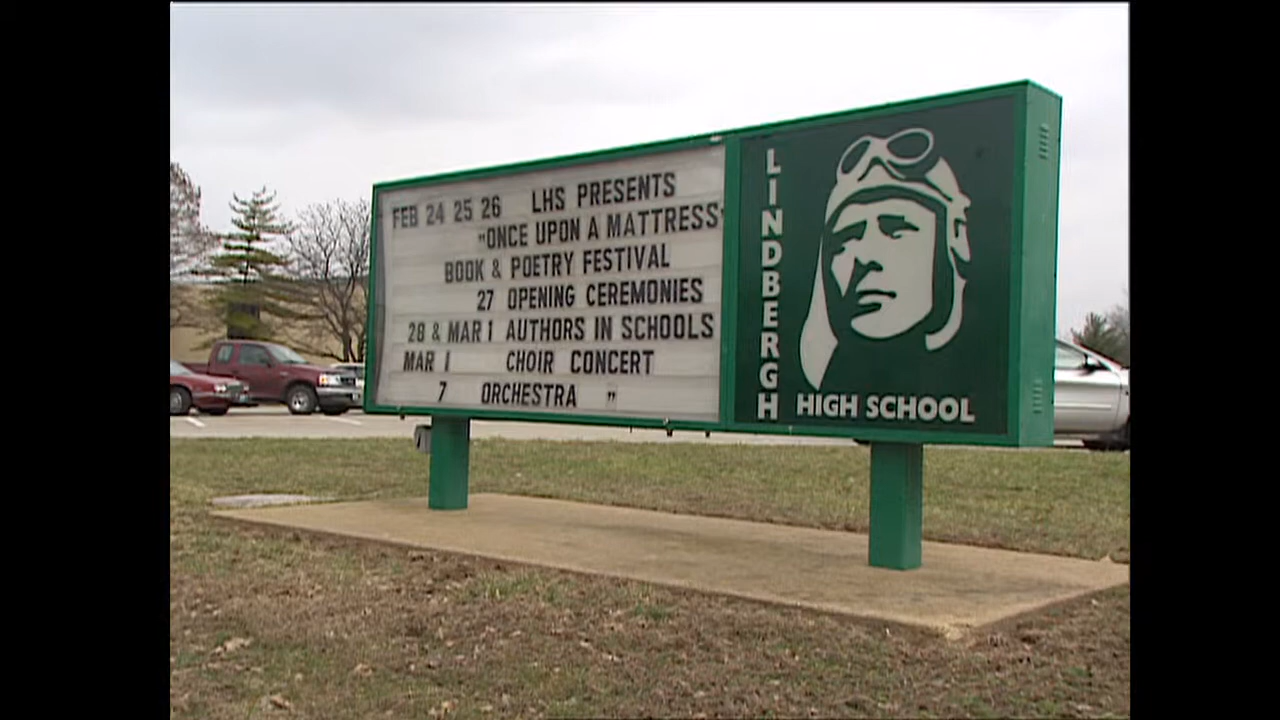 FEB 24 25 26 LHS PRESENTS
"ONCE UPON A MATTRESS"
BOOK & POETRY FESTIVAL
27 OPENING CEREMONIES
28 & MAR 1 AUTHORS IN SCHOOLS
MAR 1 CHOIR CONCERT
7 ORCHESTRA "
LINDBERGH
HIGH SCHOOL